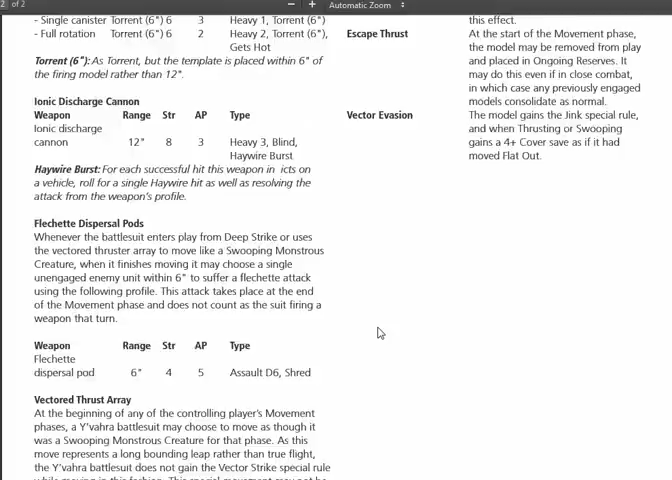 2 of 2
Automatic Zoom
- Single canister Torrent (6") 6 3 Heavy 1, Torrent (6")
- Full rotation Torrent (6") 6 2 Heavy 2, Torrent (6"),
Gets Hot
Torrent (6"): As Torrent, but the template is placed within 6" of
the firing model rather than 12".
Ionic Discharge Cannon
Weapon Range Str AP Type
Ionic discharge
cannon 12" 8 3 Heavy 3, Blind,
Haywire Burst
Haywire Burst: For each successful hit this weapon in icts on
a vehicle, roll for a single Haywire hit as well as resolving the
attack from the weapon's profile.
Flechette Dispersal Pods
Whenever the battlesuit enters play from Deep Strike or uses
the vectored thruster array to move like a Swooping Monstrous
Creature, when it finishes moving it may choose a single
unengaged enemy unit within 6" to suffer a flechette attack
using the following profile. This attack takes place at the end
of the Movement phase and does not count as the suit firing a
weapon that turn.
Weapon Range Str AP Type
Flechette
dispersal pod 6" 4 5 Assault D6, Shred
Vectored Thrust Array
At the beginning of any of the controlling player's Movement
phases, a Y'vahra battlesuit may choose to move as though it
was a Swooping Monstrous Creature for that phase. As this
move represents a long bounding leap rather than true flight,
the Y'vahra battlesuit does not gain the Vector Strike special rule
while moving in this fashion. This special movement may not be
this effect.
Escape Thrust
At the start of the Movement phase,
the model may be removed from play
and placed in Ongoing Reserves. It
may do this even if in close combat,
in which case any previously engaged
models consolidate as normal.
Vector Evasion
The model gains the Jink special rule,
and when Thrusting or Swooping
gains a 4+ Cover save as if it had
moved Flat Out.